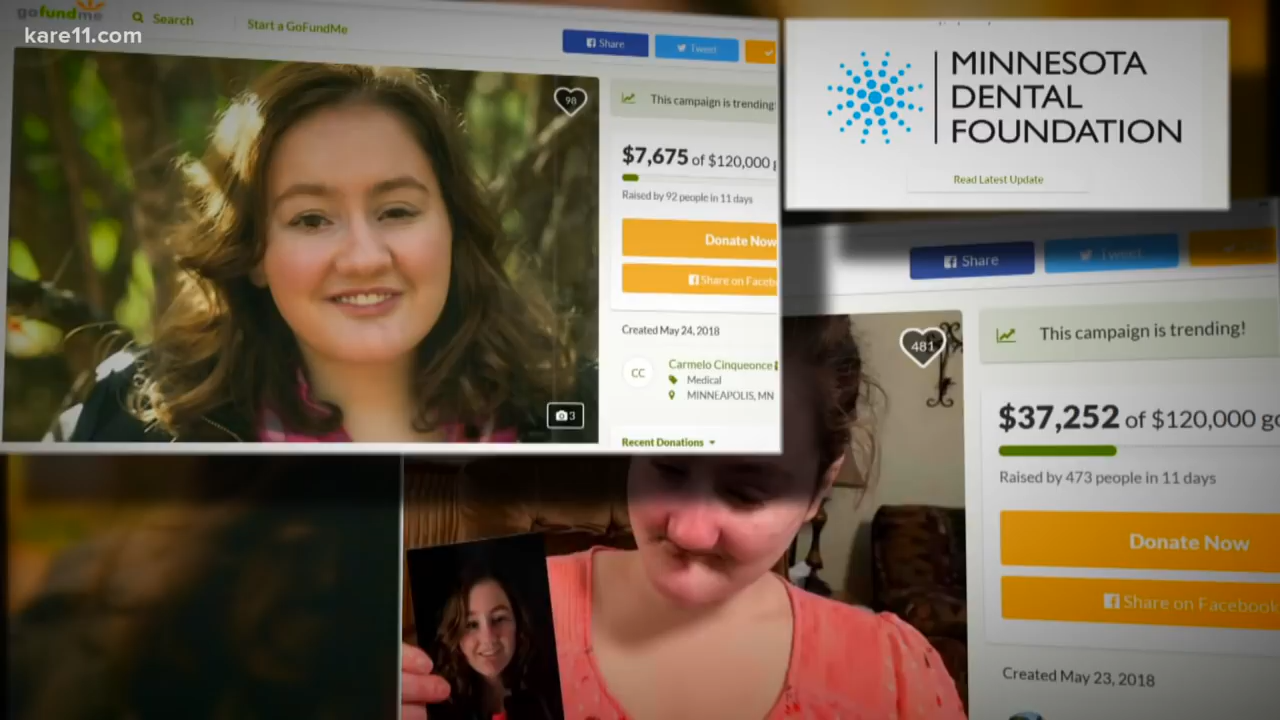 gofundme
Search
Start a GoFundMe
kare11.com
Share
Tweet
98
This campaign is trending!
$7,675 of $120,000
Raised by 92 people in 11 days
Donate Now
Share on Faceb
Created May 24, 2018
CC
Carmelo Cinqueonce
Medical
MINNEAPOLIS, MN
3
Recent Donations
MINNESOTA
DENTAL
FOUNDATION
Read Latest Update
Share
Tweet
481
This campaign is trending!
$37,252 of $120,000 go
Raised by 473 people in 11 days
Donate Now
Share on Facebook
Created May 23, 2018